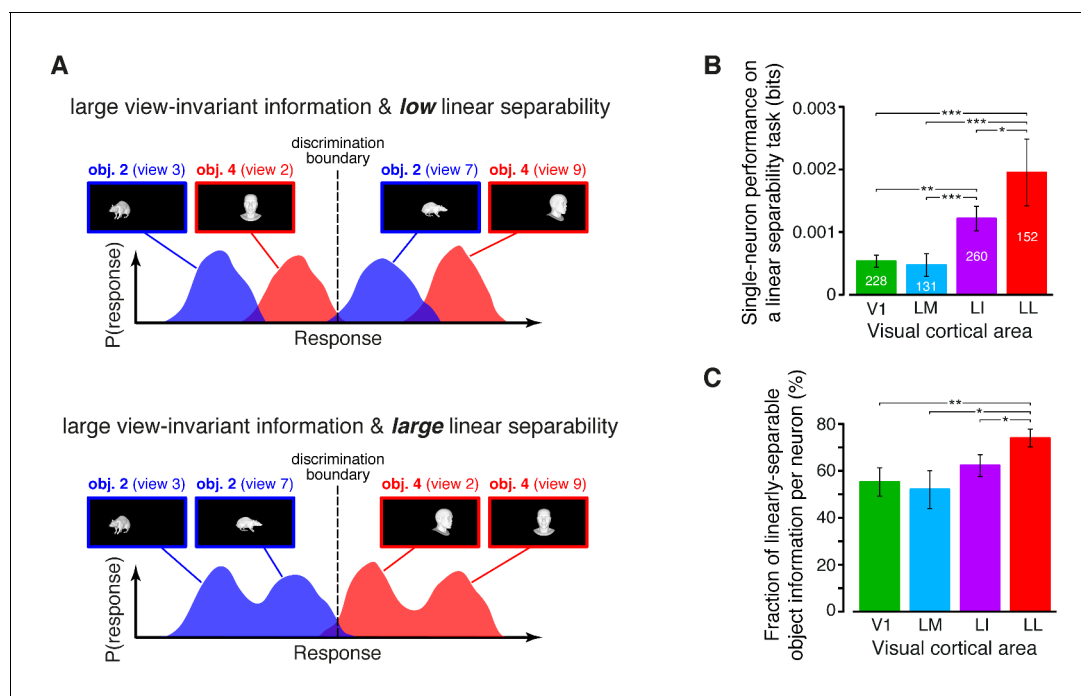 A
large view-invariant information & low linear separability
discrimination
boundary
obj. 2 (view 3)
obj. 4 (view 2)
obj. 2 (view 7)
obj. 4 (view 9)
P(response)
Response
large view-invariant information & large linear separability
discrimination
boundary
obj. 2 (view 3)
obj. 2 (view 7)
obj. 4 (view 2)
obj. 4 (view 9)
P(response)
Response
B
Single-neuron performance on
a linear separability task (bits)
0.003
0.002
0.001
0
***
***
*
**
***
228
131
260
152
V1
LM
LI
LL
Visual cortical area
C
Fraction of linearly-separable
object information per neuron (%)
80
60
40
20
0
**
*
*
V1
LM
LI
LL
Visual cortical area